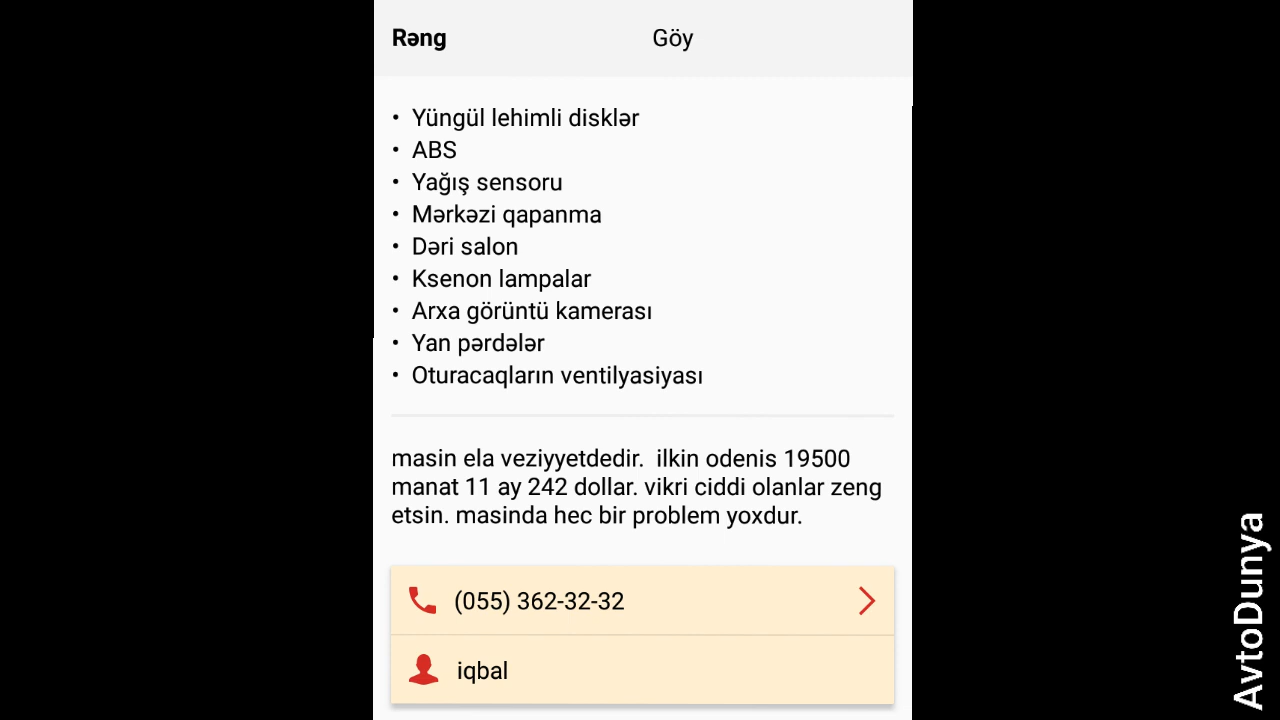 Rəng Göy
• Yüngül lehimli disklər
• ABS
• Yağış sensoru
• Mərkəzi qapanma
• Dəri salon
• Ksenon lampalar
• Arxa görüntü kamerası
• Yan pərdələr
• Oturacaqların ventilyasiyası
masin ela veziyyetdedir. ilkin odenis 19500
manat 11 ay 242 dollar. vikri ciddi olanlar zeng
etsin. masinda hec bir problem yoxdur.
(055) 362-32-32
iqbal
AvtoDunya